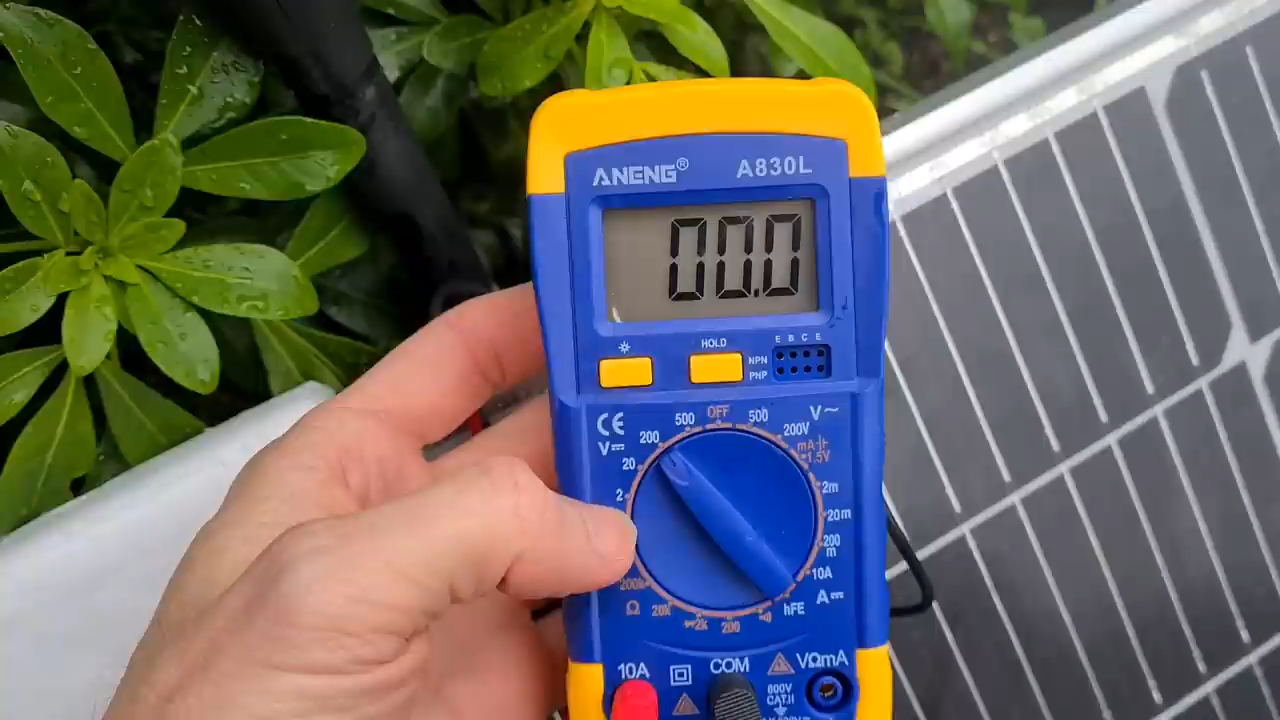 ANENG® A830L
00.0
HOLD
E B C E
NPN
PNP
CE
OFF
500
500
V~
V⎓
200
200V
mA
1.5V
20
2
2m
20m
200
m
10A
A⎓
200k
Ω
20k
2k
200
hFE
10A
COM
VΩmA
600V
CAT.II